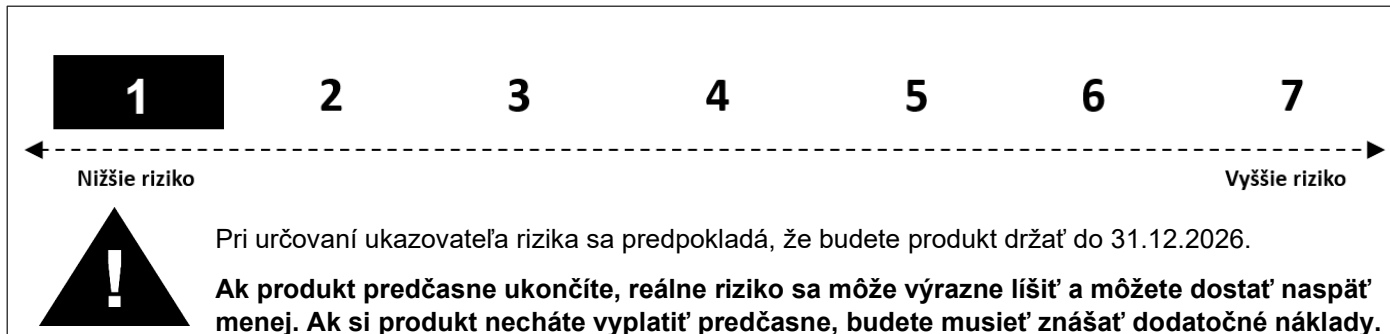 1 2 3 4 5 6 7
Nižšie riziko Vyššie riziko
!
Pri určovaní ukazovateľa rizika sa predpokladá, že budete produkt držať do 31.12.2026.
Ak produkt predčasne ukončíte, reálne riziko sa môže výrazne líšiť a môžete dostať naspäť
menej. Ak si produkt necháte vyplatiť predčasne, budete musieť znášať dodatočné náklady.